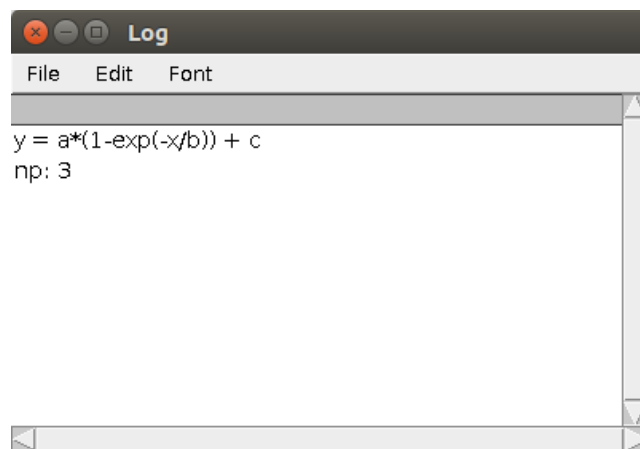 Log
File Edit Font
y = a*(1-exp(-x/b)) + c
np: 3